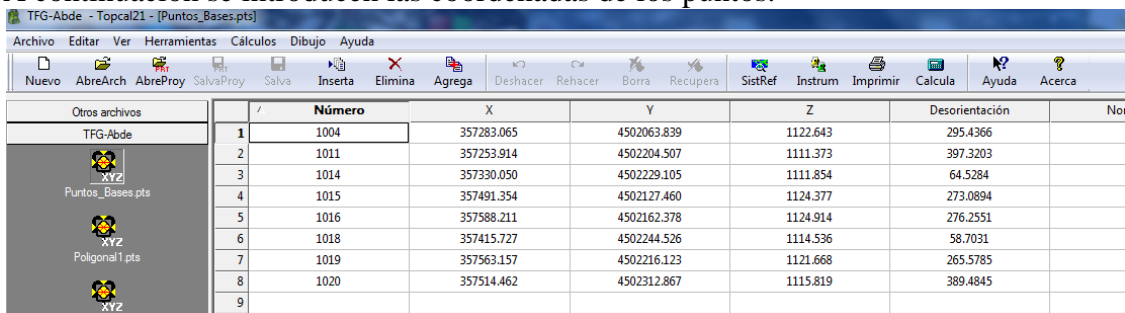 A continuación se introducen las coordenadas de los puntos.
TFG-Abde - Topcal21 - [Puntos_Bases.pts]
Archivo Editar Ver Herramientas Cálculos Dibujo Ayuda
Nuevo AbreArch AbreProy SalvaProy Salva Inserta Elimina Agrega Deshacer Rehacer Borra Recupera SistRef Instrum Imprimir Calcula Ayuda Acerca
Otros archivos
TFG-Abde
XYZ
Puntos_Bases.pts
XYZ
Poligonal1.pts
XYZ
Número X Y Z Desorientación
1 1004 357283.065 4502063.839 1122.643 295.4366
2 1011 357253.914 4502204.507 1111.373 397.3203
3 1014 357330.050 4502229.105 1111.854 64.5284
4 1015 357491.354 4502127.460 1124.377 273.0894
5 1016 357588.211 4502162.378 1124.914 276.2551
6 1018 357415.727 4502244.526 1114.536 58.7031
7 1019 357563.157 4502216.123 1121.668 265.5785
8 1020 357514.462 4502312.867 1115.819 389.4845
9